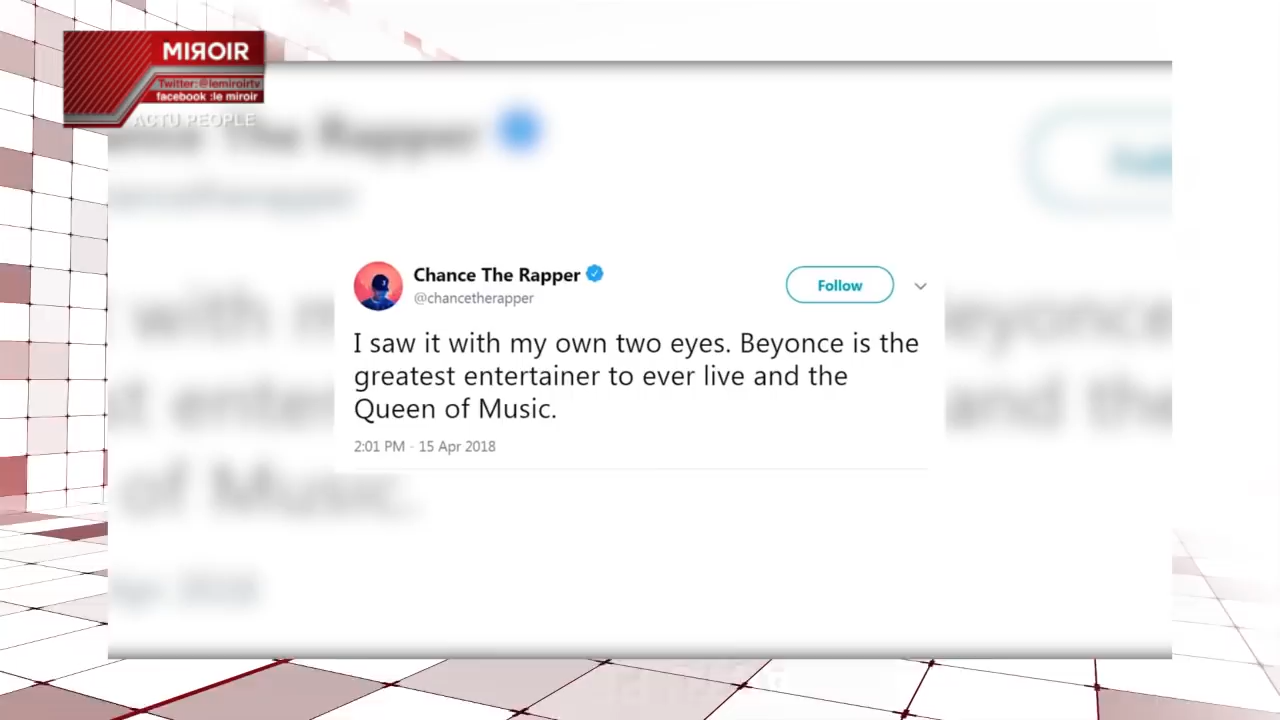 MIЯOIR
Twitter:@lemiroirtv
facebook :le miroir
ACTU PEOPLE
Chance The Rapper
@chancetherapper
Follow
I saw it with my own two eyes. Beyonce is the
greatest entertainer to ever live and the
Queen of Music.
2:01 PM - 15 Apr 2018